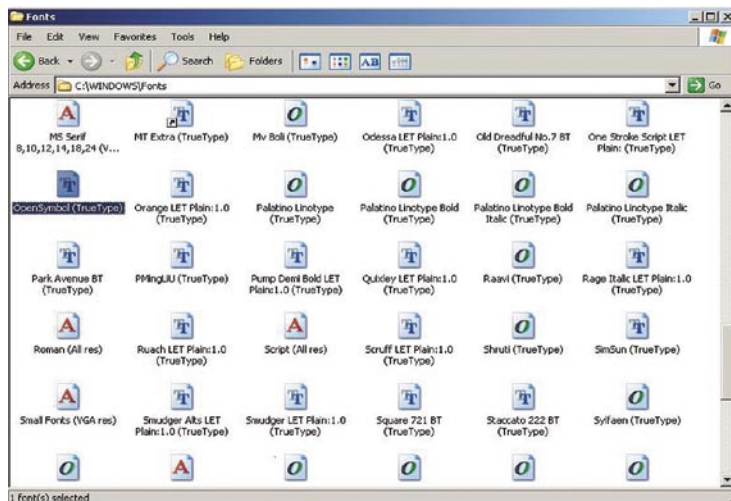 Fonts
File Edit View Favorites Tools Help
Back Search Folders
Address C:\WINDOWS\Fonts Go
MS Serif
8,10,12,14,18,24 (V...
MT Extra (TrueType)
Mv Boli (TrueType)
Odessa LET Plain:1.0
(TrueType)
Old Dreadful No.7 BT
(TrueType)
One Stroke Script LET
Plain: (TrueType)
OpenSymbol (TrueType)
Orange LET Plain:1.0
(TrueType)
Palatino Linotype
(TrueType)
Palatino Linotype Bold
(TrueType)
Palatino Linotype Bold
Italic (TrueType)
Palatino Linotype Italic
(TrueType)
Park Avenue BT
(TrueType)
PMingLiU (TrueType)
Pump Demi Bold LET
Plain:1.0 (TrueType)
Quixley LET Plain:1.0
(TrueType)
Raavi (TrueType)
Rage Italic LET Plain:1.0
(TrueType)
Roman (All res)
Ruach LET Plain:1.0
(TrueType)
Script (All res)
Scruff LET Plain:1.0
(TrueType)
Shruti (TrueType)
SimSun (TrueType)
Small Fonts (VGA res)
Smudger Alts LET
Plain:1.0 (TrueType)
Smudger LET Plain:1.0
(TrueType)
Square 721 BT
(TrueType)
Staccato 222 BT
(TrueType)
Sylfaen (TrueType)
1 font(s) selected